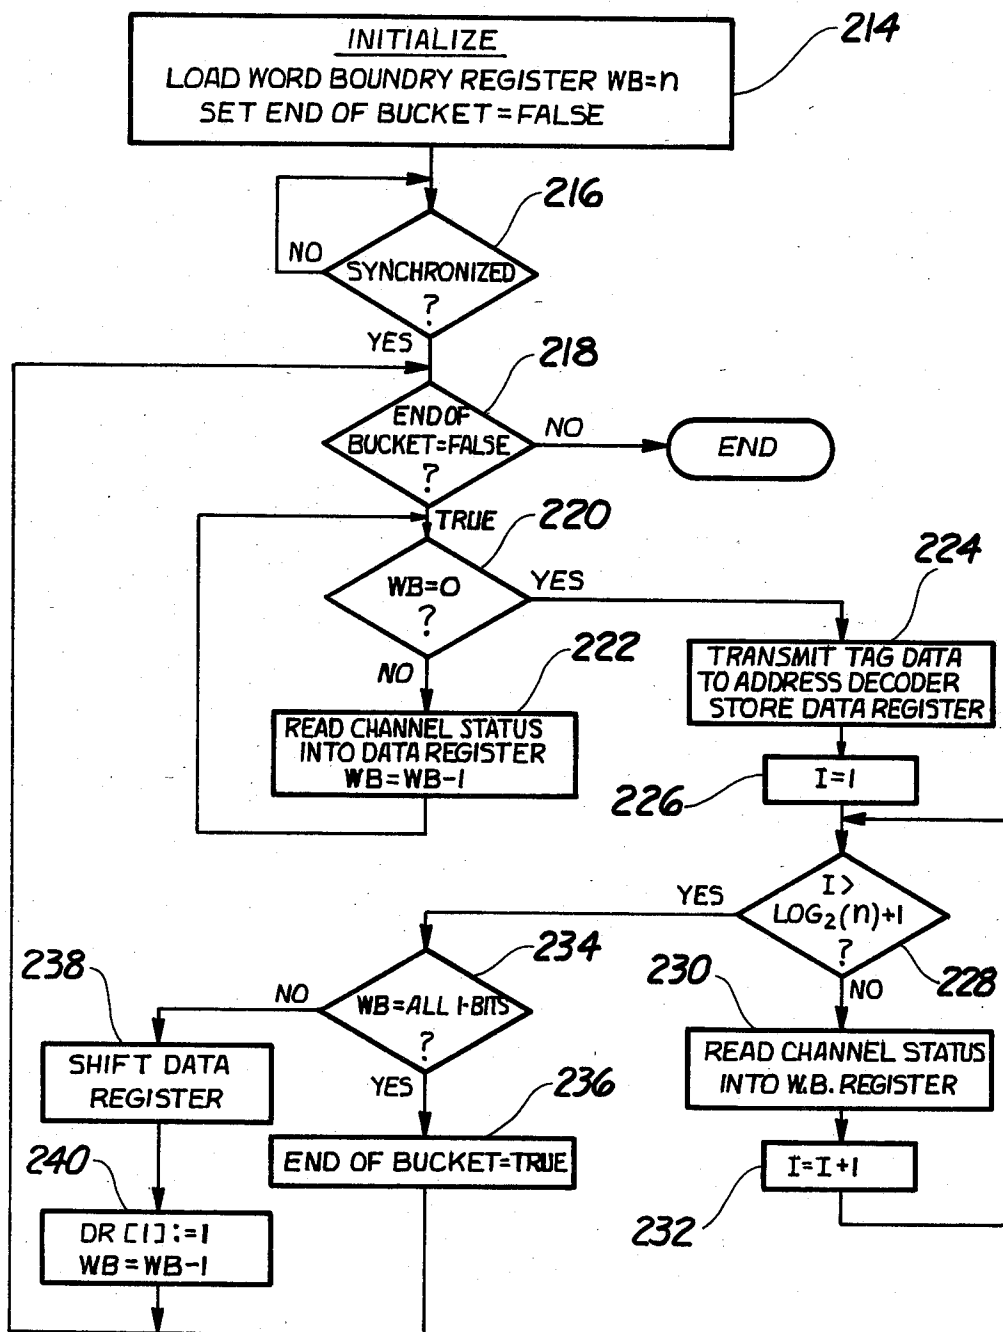 INITIALIZE
LOAD WORD BOUNDRY REGISTER WB=n
SET END OF BUCKET=FALSE
214
216
NO
SYNCHRONIZED
?
YES
218
END OF
BUCKET=FALSE
?
NO
END
TRUE
220
WB=0
?
YES
224
NO
222
TRANSMIT TAG DATA
TO ADDRESS DECODER
STORE DATA REGISTER
READ CHANNEL STATUS
INTO DATA REGISTER
WB=WB-1
I=1
226
I>
LOG₂(n)+1
?
YES
228
NO
234
238
NO
WB=ALL 1-BITS
?
YES
230
READ CHANNEL STATUS
INTO W.B. REGISTER
SHIFT DATA
REGISTER
236
END OF BUCKET=TRUE
I=I+1
232
240
DR[1]:=1
WB=WB-1